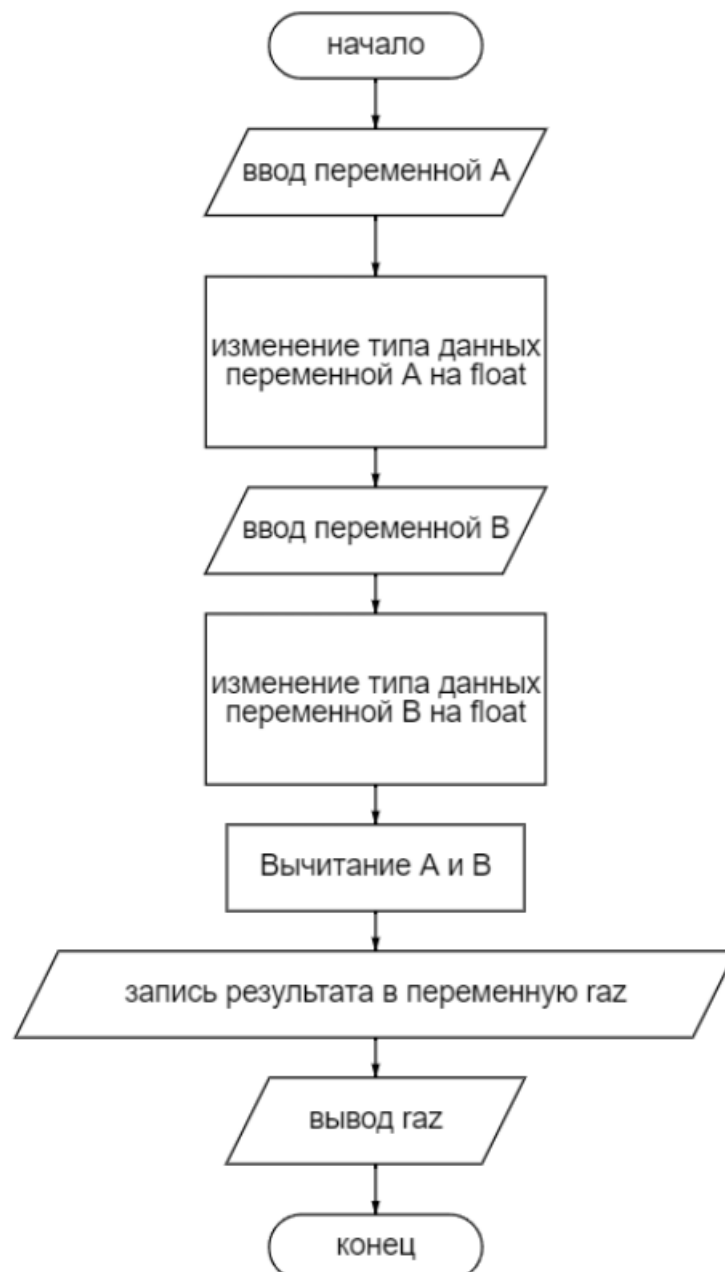 начало
ввод переменной A
изменение типа данных
переменной A на float
ввод переменной B
изменение типа данных
переменной B на float
Вычитание A и B
запись результата в переменную raz
вывод raz
конец